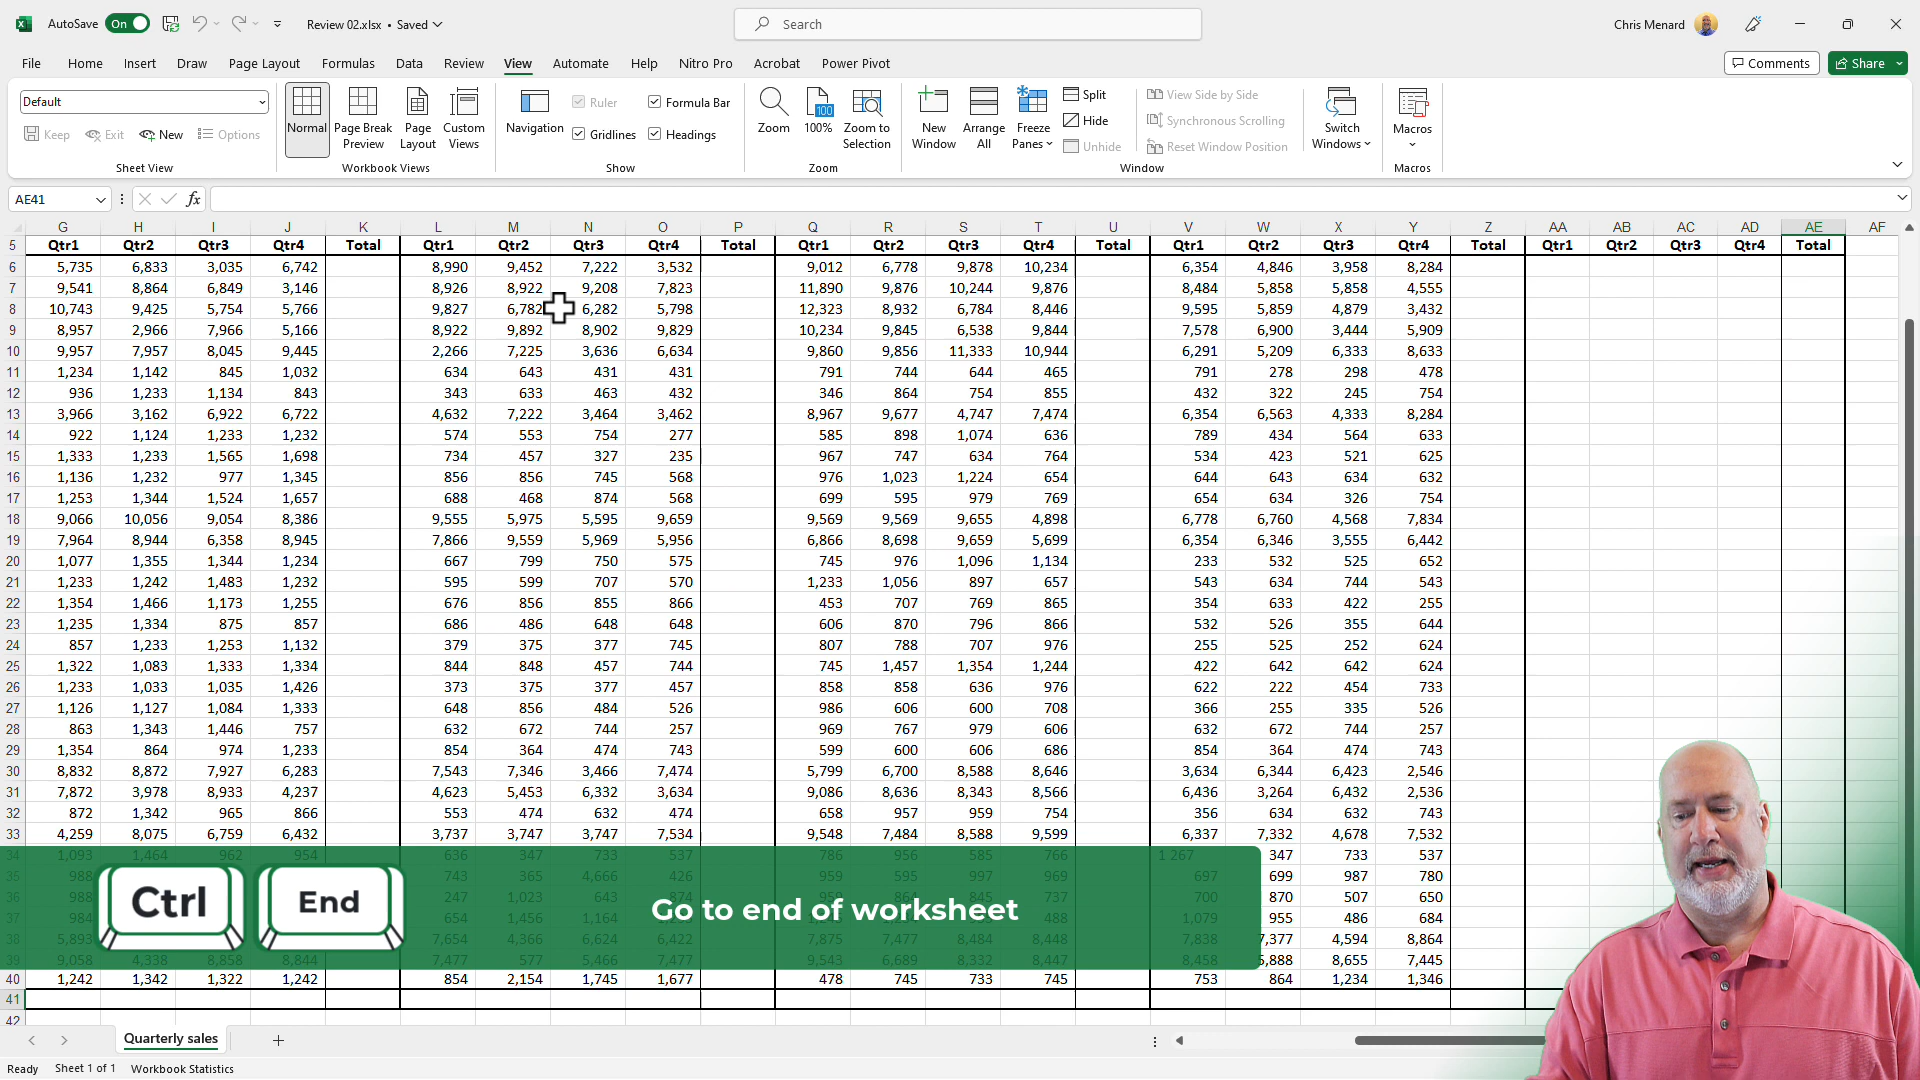 AutoSave On Review 02.xlsx • Saved Search Chris Menard
File Home Insert Draw Page Layout Formulas Data Review View Automate Help Nitro Pro Acrobat Power Pivot Comments Share
Default
Keep Exit New Options
Sheet View
Normal Page Break Preview Page Layout Custom Views
Workbook Views
Navigation Ruler Gridlines Formula Bar Headings
Show
Zoom 100% Zoom to Selection
Zoom
New Window Arrange All Freeze Panes Split Hide Unhide View Side by Side Synchronous Scrolling Reset Window Position Switch Windows
Window
Macros
Macros
AE41 fx
G H I J K L M N O P Q R S T U V W X Y Z AA AB AC AD AE AF
5 Qtr1 Qtr2 Qtr3 Qtr4 Total Qtr1 Qtr2 Qtr3 Qtr4 Total Qtr1 Qtr2 Qtr3 Qtr4 Total Qtr1 Qtr2 Qtr3 Qtr4 Total Qtr1 Qtr2 Qtr3 Qtr4 Total
6 5,735 6,833 3,035 6,742 8,990 9,452 7,222 3,532 9,012 6,778 9,878 10,234 6,354 4,846 3,958 8,284
7 9,541 8,864 6,849 3,146 8,926 8,922 9,208 7,823 11,890 9,876 10,244 9,876 8,484 5,858 5,858 4,555
8 10,743 9,425 5,754 5,766 9,827 6,782 6,282 5,798 12,323 8,932 6,784 8,446 9,595 5,859 4,879 3,432
9 8,957 2,966 7,966 5,166 8,922 9,892 8,902 9,829 10,234 9,845 6,538 9,844 7,578 6,900 3,444 5,909
10 9,957 7,957 8,045 9,445 2,266 7,225 3,636 6,634 9,860 9,856 11,333 10,944 6,291 5,209 6,333 8,633
11 1,234 1,142 845 1,032 634 643 431 431 791 744 644 465 791 278 298 478
12 936 1,233 1,134 843 343 633 463 432 346 864 754 855 432 322 245 754
13 3,966 3,162 6,922 6,722 4,632 7,222 3,464 3,462 8,967 9,677 4,747 7,474 6,354 6,563 4,333 8,284
14 922 1,124 1,233 1,232 574 553 754 277 585 898 1,074 636 789 434 564 633
15 1,333 1,233 1,565 1,698 734 457 327 235 967 747 634 764 534 423 521 625
16 1,136 1,232 977 1,345 856 856 745 568 976 1,023 1,224 654 644 643 634 632
17 1,253 1,344 1,524 1,657 688 468 874 568 699 595 979 769 654 634 326 754
18 9,066 10,056 9,054 8,386 9,555 5,975 5,595 9,659 9,569 9,569 9,655 4,898 6,778 6,760 4,568 7,834
19 7,964 8,944 6,358 8,945 7,866 9,559 5,969 5,956 6,866 8,698 9,659 5,699 6,354 6,346 3,555 6,442
20 1,077 1,355 1,344 1,234 667 799 750 575 745 976 1,096 1,134 233 532 525 652
21 1,233 1,242 1,483 1,232 595 599 707 570 1,233 1,056 897 657 543 634 744 543
22 1,354 1,466 1,173 1,255 676 856 855 866 453 707 769 865 354 633 422 255
23 1,235 1,334 875 857 686 486 648 648 606 870 796 866 532 526 355 644
24 857 1,233 1,253 1,132 379 375 377 745 807 788 707 976 255 525 252 624
25 1,322 1,083 1,333 1,334 844 848 457 744 745 1,457 1,354 1,244 422 642 642 624
26 1,233 1,033 1,035 1,426 373 375 377 457 858 858 636 976 622 222 454 733
27 1,126 1,127 1,084 1,333 648 856 484 526 986 606 600 708 366 255 335 526
28 863 1,343 1,446 757 632 672 744 257 969 767 979 606 632 672 744 257
29 1,354 864 974 1,233 854 364 474 743 599 600 606 686 854 364 474 743
30 8,832 8,872 7,927 6,283 7,543 7,346 3,466 7,474 5,799 6,700 8,588 8,646 3,634 6,344 6,423 2,546
31 7,872 3,978 8,933 4,237 4,623 5,453 6,332 3,634 9,086 8,636 8,343 8,566 6,436 3,264 6,432 2,536
32 872 1,342 965 866 553 474 632 474 658 957 959 754 356 634 632 743
33 4,259 8,075 6,759 6,432 3,737 3,747 3,747 7,534 9,548 7,484 8,588 9,599 6,337 7,332 4,678 7,532
34 1,093 1,464 962 954 636 347 733 537 786 956 585 766 1 267 347 733 537
35 988 743 365 4,666 426 959 595 997 969 697 699 987 780
36 988 247 1,023 643 864 845 737 700 870 507 650
37 984 654 1,456 1,164 488 1,079 955 486 684
38 5,893 7,654 4,366 6,624 6,422 7,875 7,477 8,484 8,448 7,838 7,377 4,594 8,864
39 9,058 4,338 8,858 8,844 7,477 577 5,466 7,477 9,543 6,689 8,332 8,447 8,458 5,888 8,655 7,445
40 1,242 1,342 1,322 1,242 854 2,154 1,745 1,677 478 745 733 745 753 864 1,234 1,346
41
42
Ctrl End Go to end of worksheet
Quarterly sales
Ready Sheet 1 of 1 Workbook Statistics